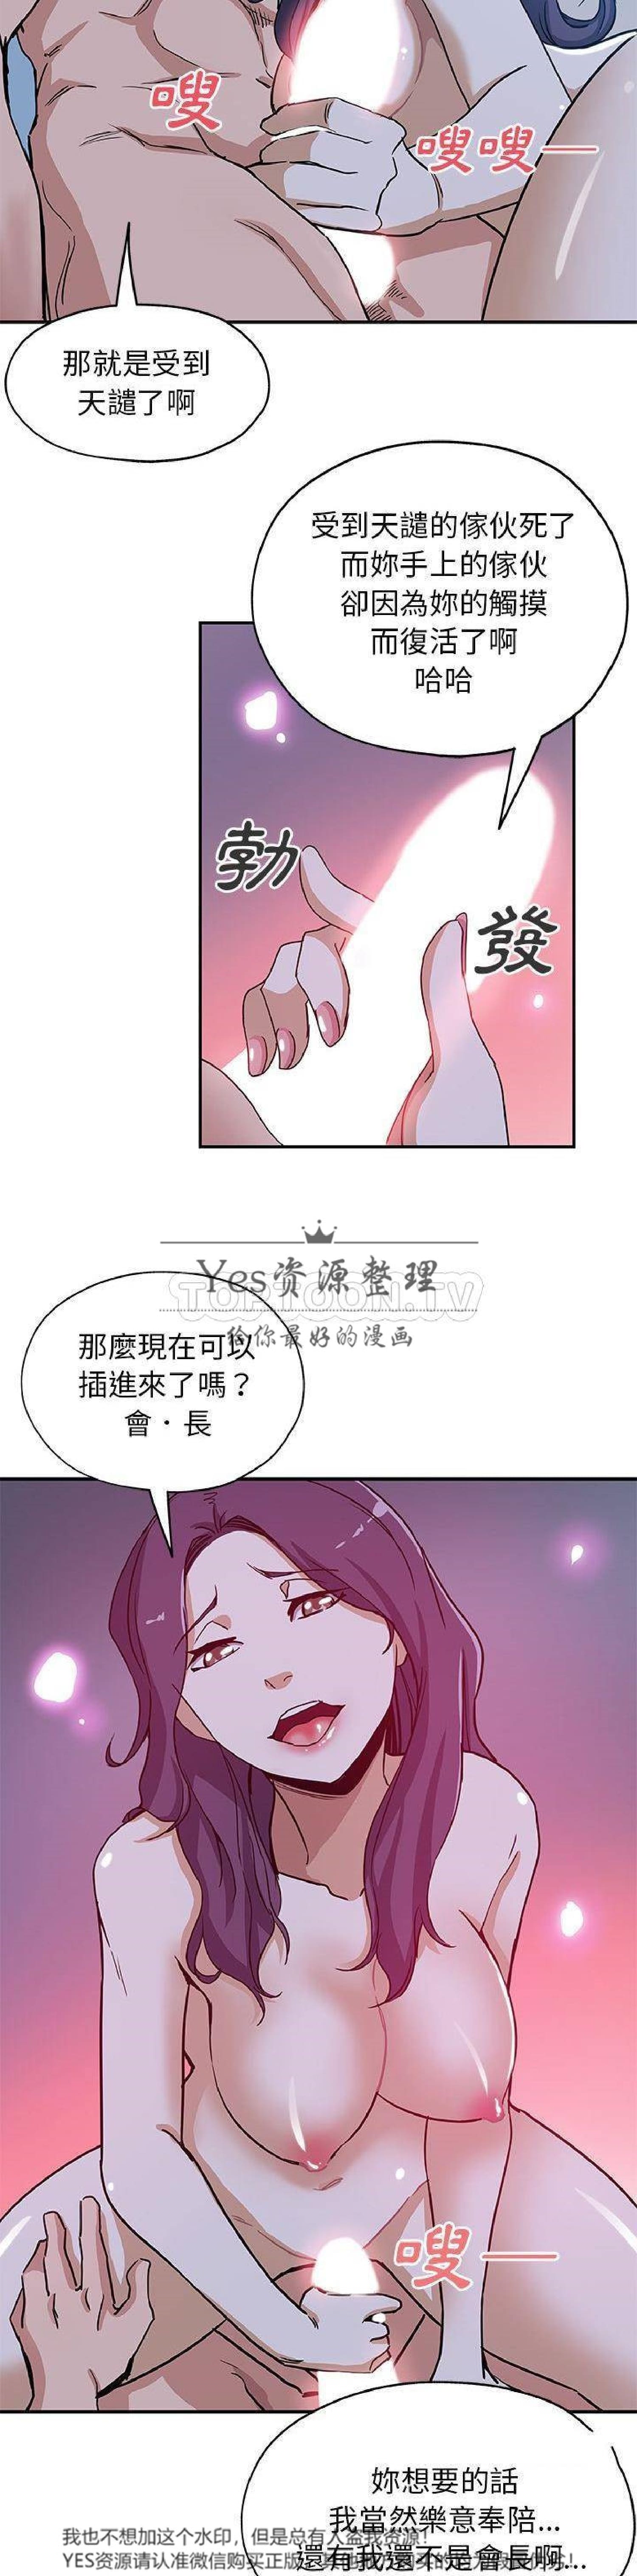 嗖
嗖嗖
那就是受到
天譴了啊
受到天譴的傢伙死了
而妳手上的傢伙
卻因為妳的觸摸
而復活了啊
哈哈
勃
發
Yes资源整理
TOPTOON.TV
给你最好的漫画
那麼現在可以
插進來了嗎？
會·長
嗖
妳想要的話
我當然樂意奉陪...
我也不想加这个水印，但是总有人盗我资源！
還有我還不是會長啊...
YES资源请认准微信购买正版